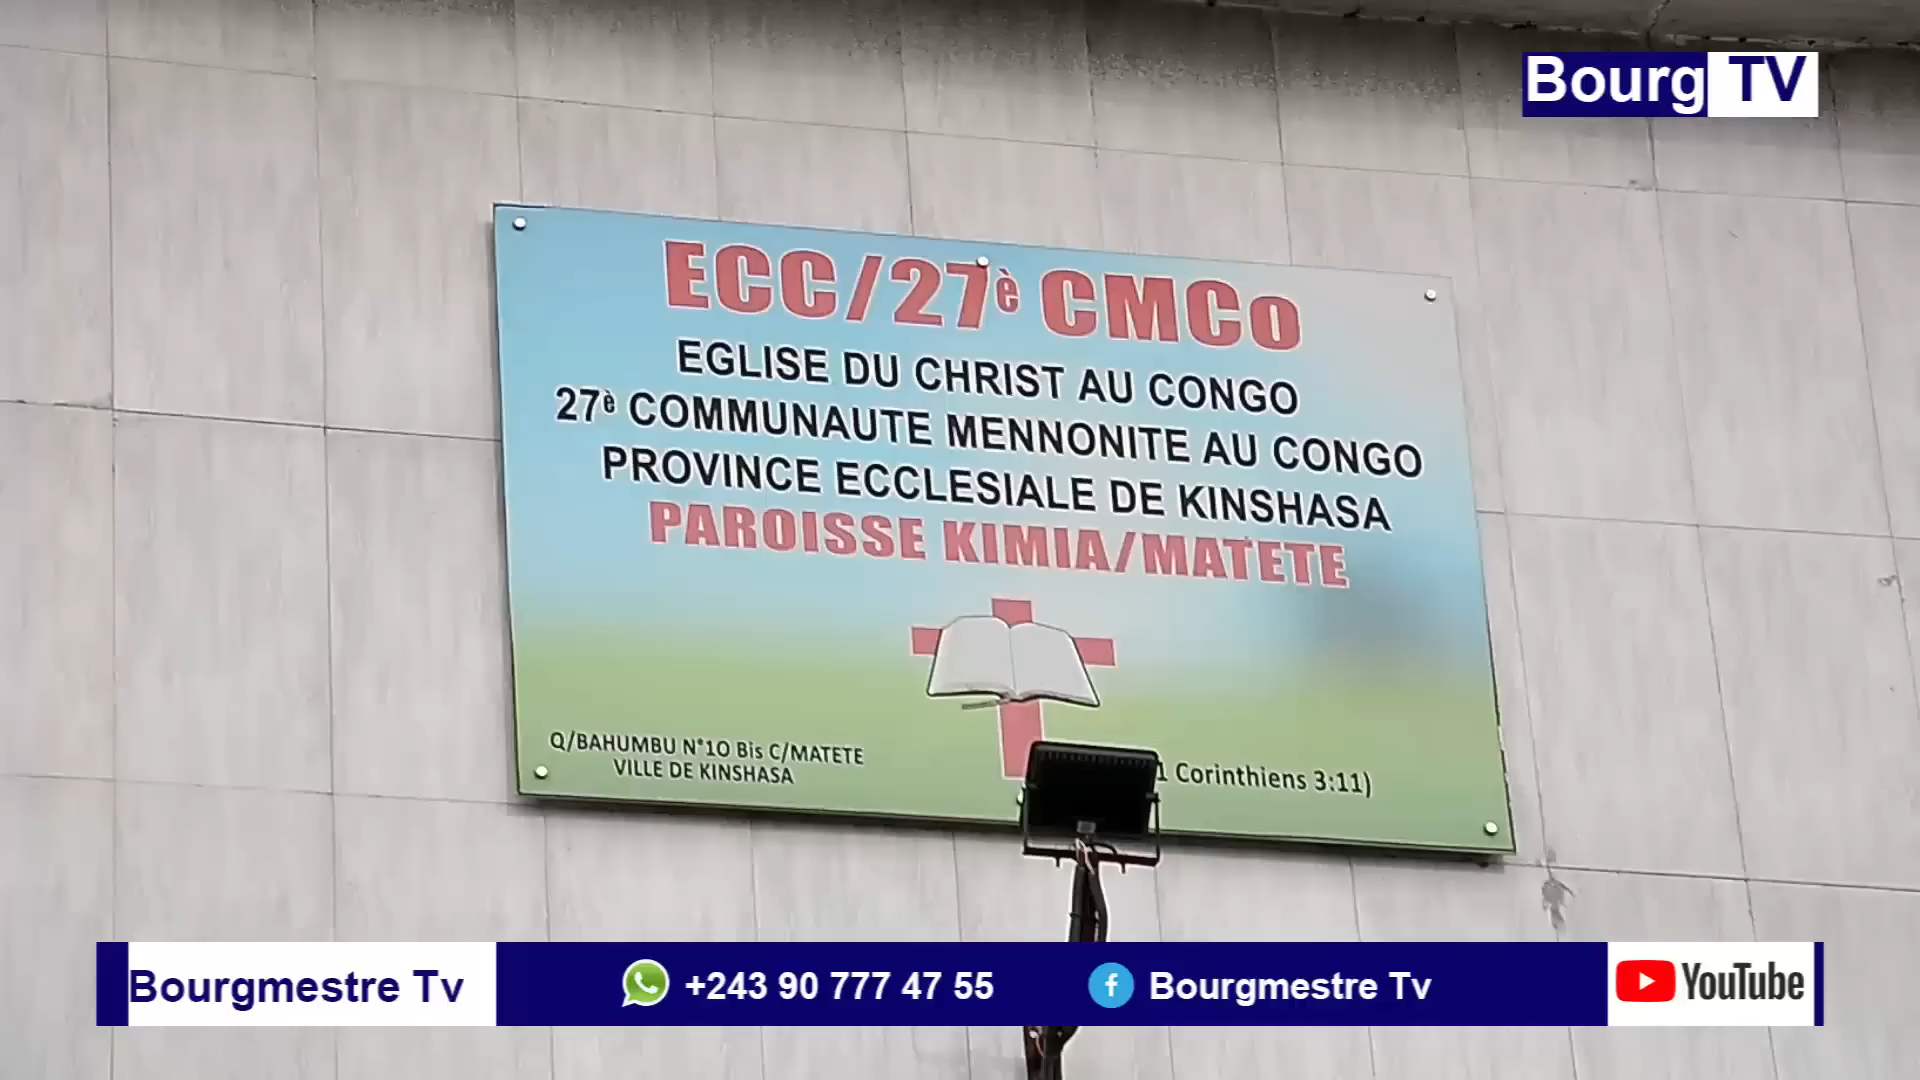 Bourg TV
ECC/27è CMCo
EGLISE DU CHRIST AU CONGO
27è COMMUNAUTE MENNONITE AU CONGO
PROVINCE ECCLESIALE DE KINSHASA
PAROISSE KIMIA/MATETE
Q/BAHUMBU N°10 Bis C/MATETE
VILLE DE KINSHASA
1 Corinthiens 3:11)
Bourgmestre Tv
+243 90 777 47 55
Bourgmestre Tv
YouTube